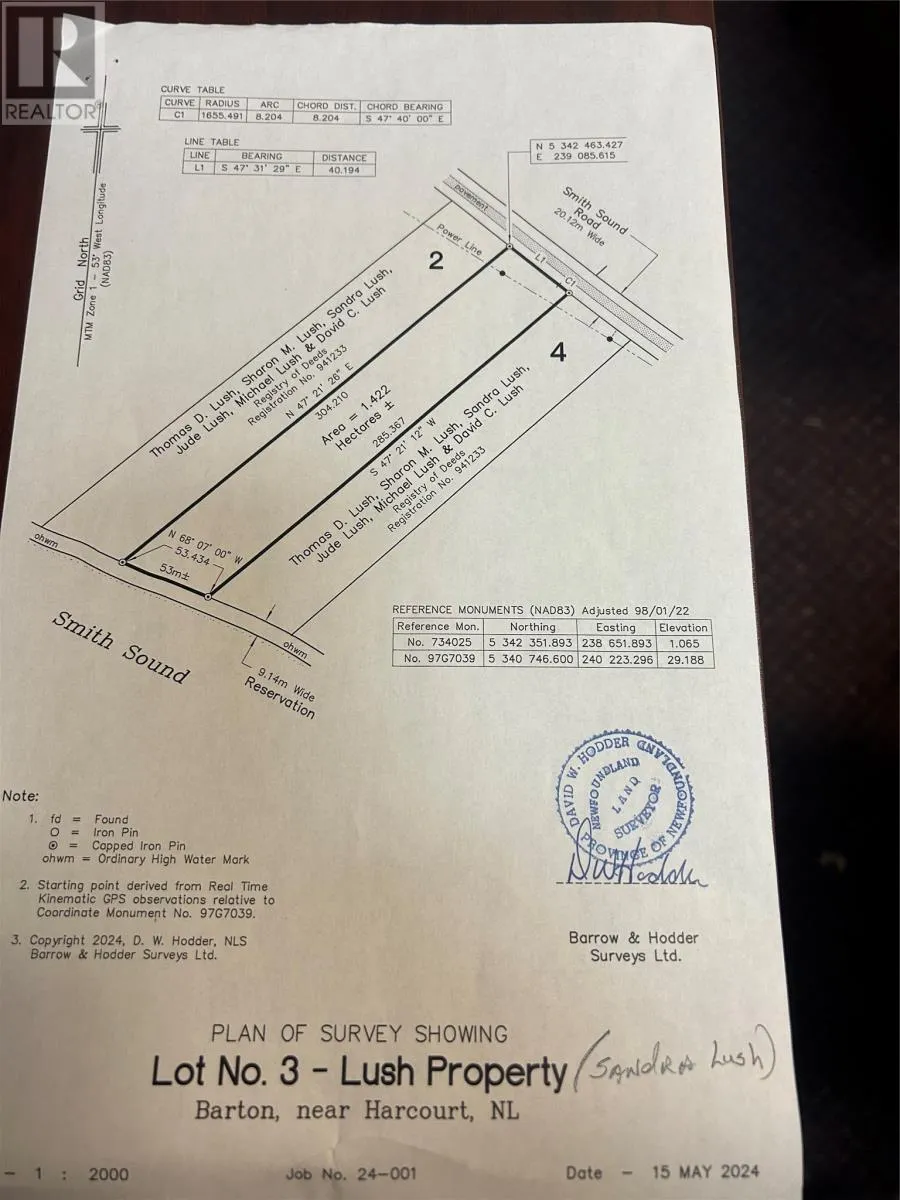 REALTOR®
CURVE TABLE
CURVE RADIUS ARC CHORD DIST. CHORD BEARING
C1 1655.491 8.204 8.204 S 47° 40' 00" E
LINE TABLE
LINE BEARING DISTANCE
L1 S 47° 31' 29" E 40.194
N 5 342 463.427
E 239 085.615
Grid North
MTM Zone 1 - 53° West Longitude
(NAD83)
pavement
Smith Sound
Road
20.12m Wide
Power Line
L1
C1
2
4
Thomas D. Lush, Sharon M. Lush, Sandra Lush,
Jude Lush, Michael Lush & David C. Lush
Registry of Deeds
Registration No. 941233
N 47° 21' 26" E
304.210
Area = 1.422
Hectares ±
285.367
S 47° 21' 12" W
Thomas D. Lush, Sharon M. Lush, Sandra Lush,
Jude Lush, Michael Lush & David C. Lush
Registry of Deeds
Registration No. 941233
ohwm
N 68° 07' 00" W
53.434
53m±
ohwm
Smith Sound
9.14m Wide
Reservation
REFERENCE MONUMENTS (NAD83) Adjusted 98/01/22
Reference Mon. Northing Easting Elevation
No. 734025 5 342 351.893 238 651.893 1.065
No. 97G7039 5 340 746.600 240 223.296 29.188
DAVID W. HODDER
NEWFOUNDLAND
LAND
SURVEYOR
PROVINCE OF NEWFOUNDLAND
DW Hodder
Note:
1. fd = Found
O = Iron Pin
⊙ = Capped Iron Pin
ohwm = Ordinary High Water Mark
2. Starting point derived from Real Time
Kinematic GPS observations relative to
Coordinate Monument No. 97G7039.
3. Copyright 2024, D. W. Hodder, NLS
Barrow & Hodder Surveys Ltd.
Barrow & Hodder
Surveys Ltd.
PLAN OF SURVEY SHOWING
Lot No. 3 - Lush Property (SANDRA Lush)
Barton, near Harcourt, NL
- 1 : 2000 Job No. 24-001 Date - 15 MAY 2024